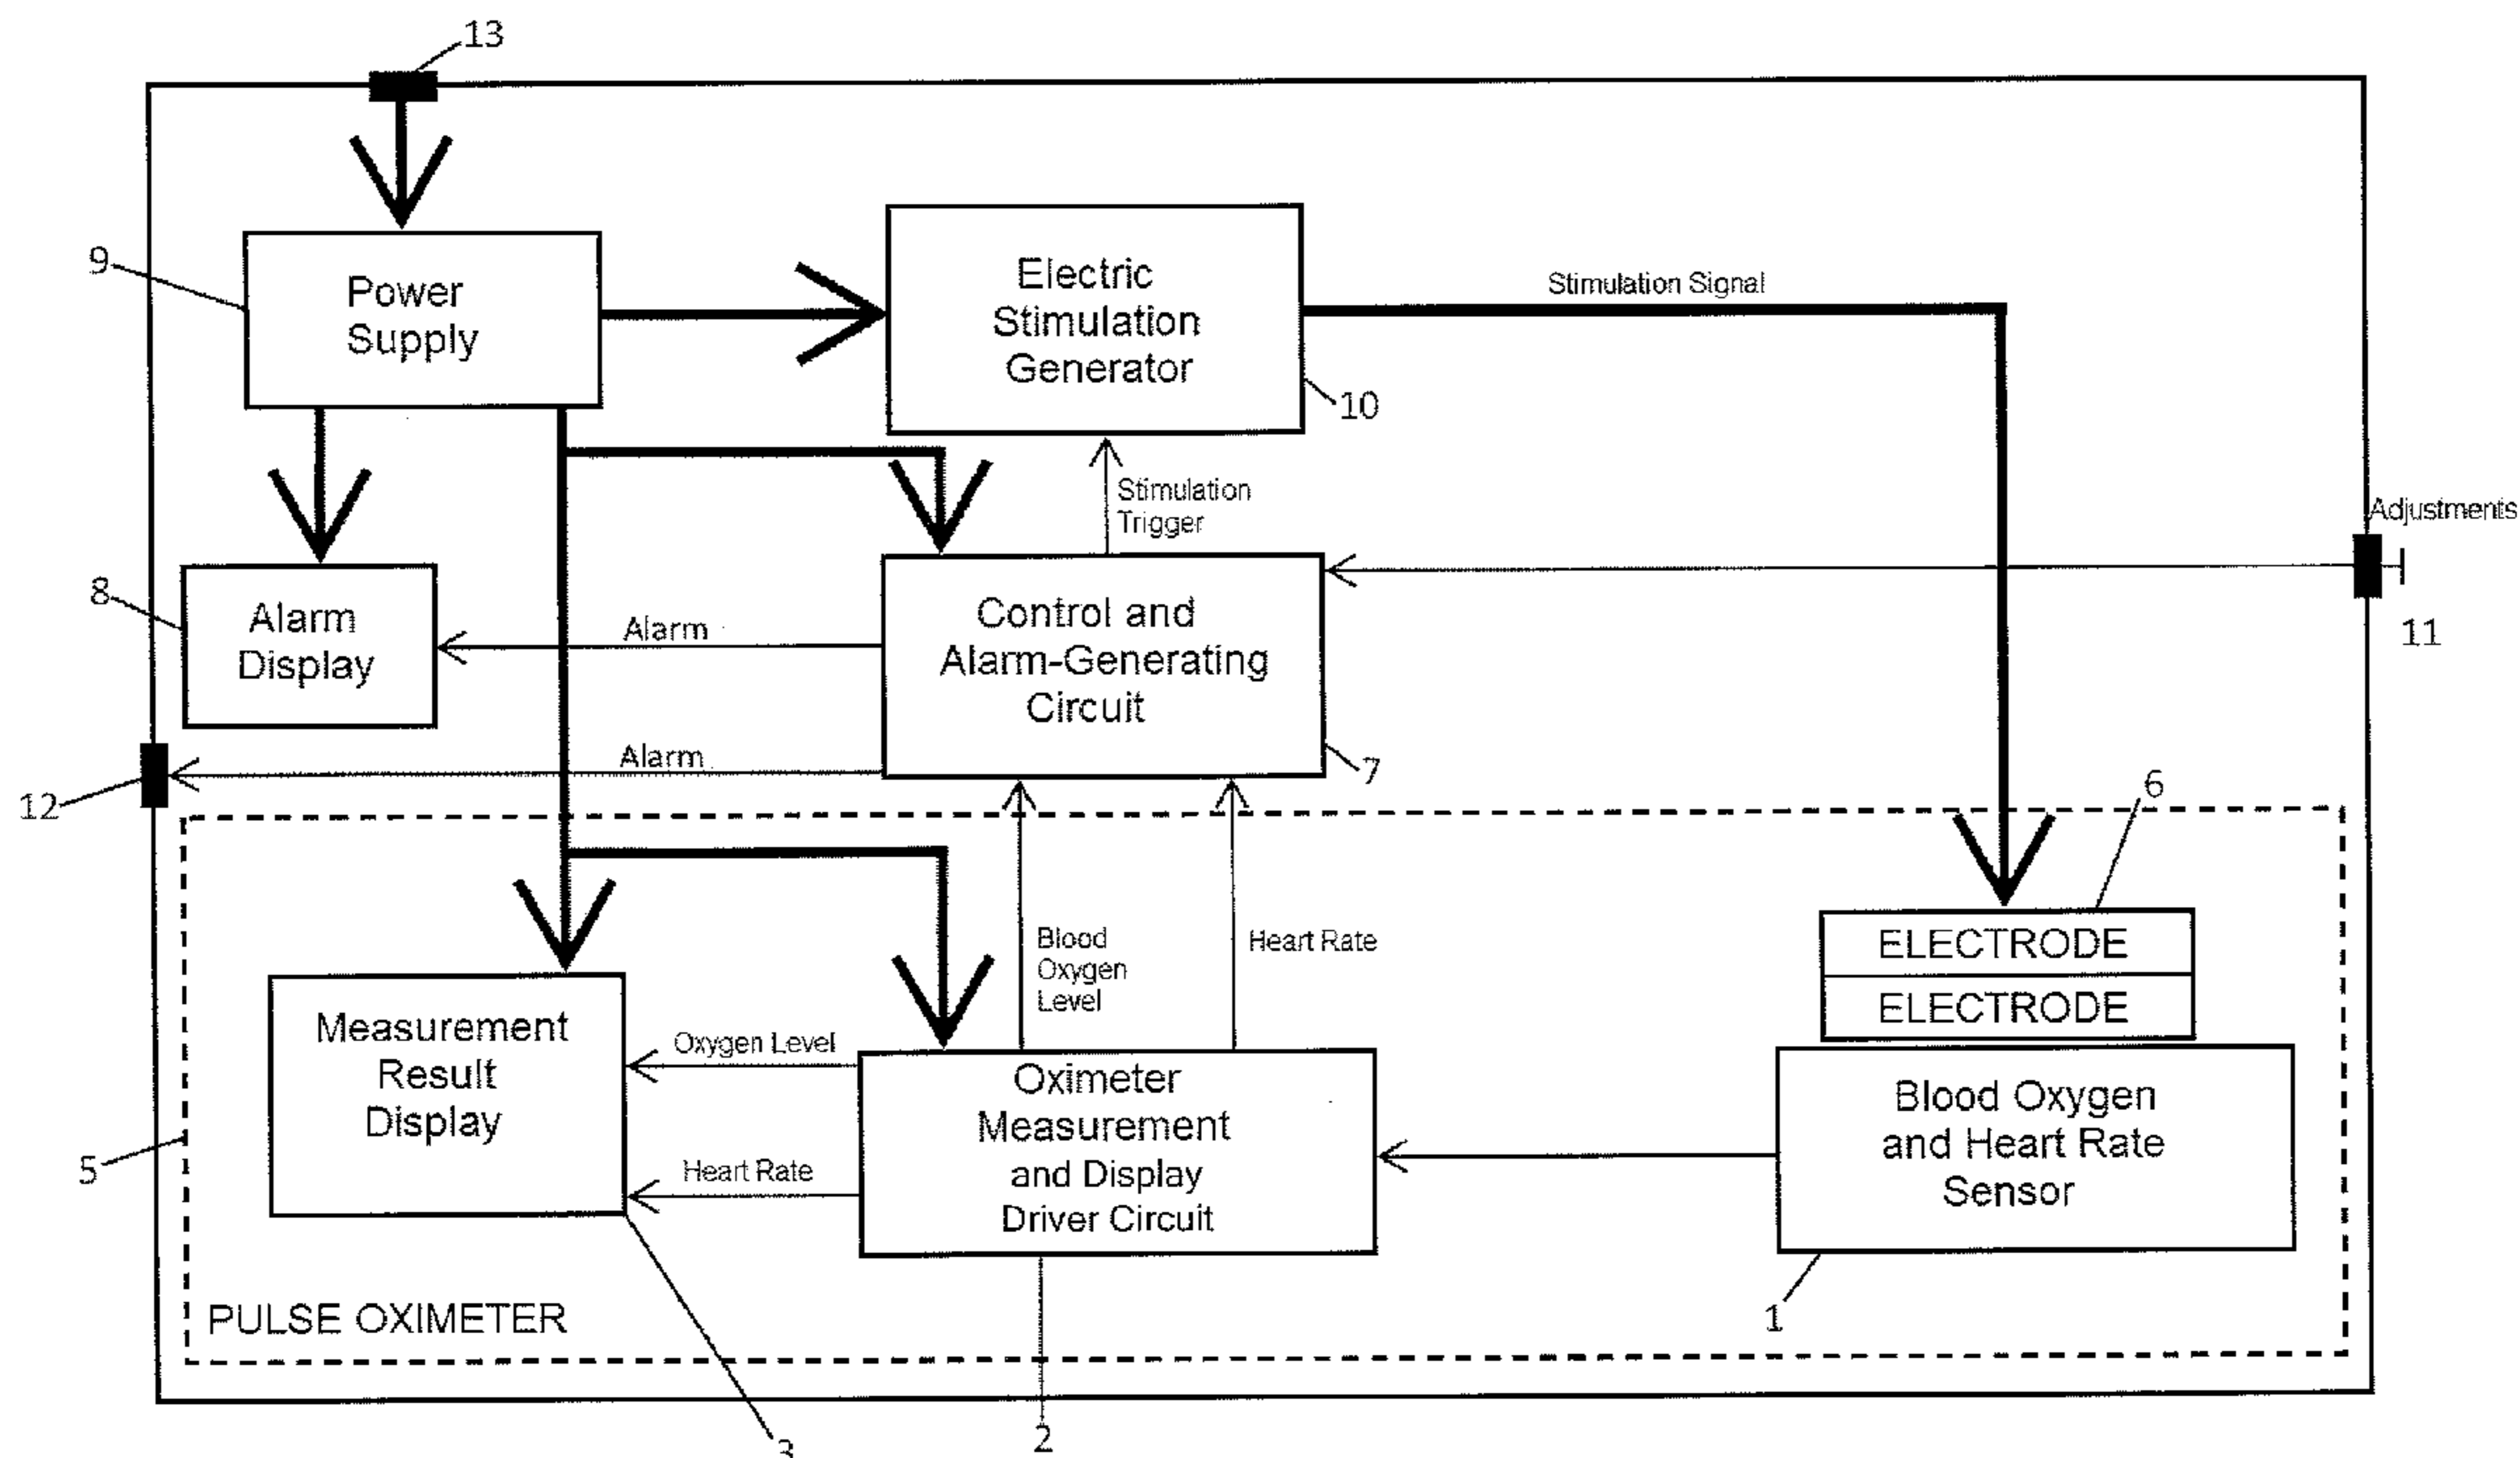 13
9
Power
Supply
Electric
Stimulation
Generator
Stimulation Signal
10
Stimulation
Trigger
Adjustments
11
8
Alarm
Display
Alarm
Control and
Alarm-Generating
Circuit
7
Alarm
12
6
ELECTRODE
ELECTRODE
Blood
Oxygen
Level
Heart Rate
Measurement
Result
Display
Oxygen Level
Heart Rate
Oximeter
Measurement
and Display
Driver Circuit
Blood Oxygen
and Heart Rate
Sensor
5
1
PULSE OXIMETER
3
2